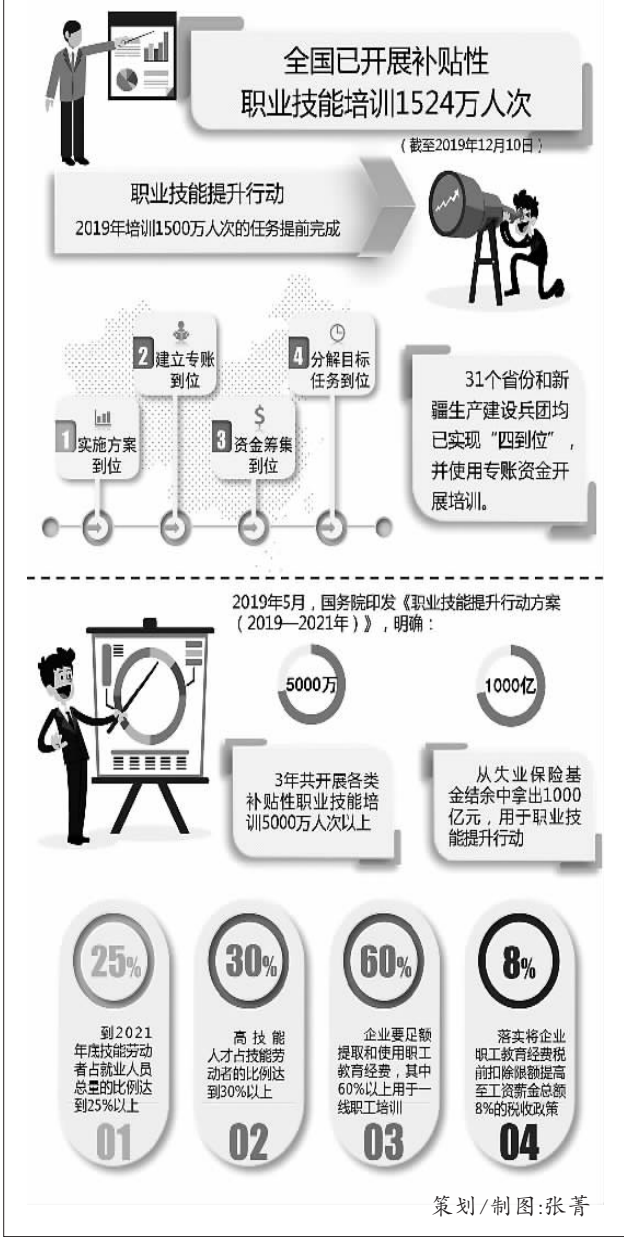 全国已开展补贴性
职业技能培训1524万人次
(截至2019年12月10日)
职业技能提升行动
2019年培训1500万人次的任务提前完成
1
实施方案
到位
2
建立专账
到位
3
资金筹集
到位
4
分解目标
任务到位
31个省份和新
疆生产建设兵团均
已实现“四到位”,
并使用专账资金开
展培训。
2019年5月,国务院印发《职业技能提升行动方案
(2019—2021年)》,明确:
5000万
3年共开展各类
补贴性职业技能培
训5000万人次以上
1000亿
从失业保险基
金结余中拿出1000
亿元,用于职业技
能提升行动
25%
到2021
年底技能劳动
者占就业人员
总量的比例达
到25%以上
01
30%
高技能
人才占技能劳
动者的比例达
到30%以上
02
60%
企业要足额
提取和使用职工
教育经费,其中
60%以上用于一
线职工培训
03
8%
落实将企业
职工教育经费税
前扣除限额提高
至工资薪金总额
8%的税收政策
04
策划/制图:张菁